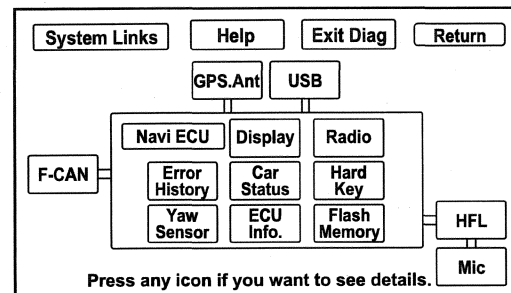 System Links Help Exit Diag Return
GPS.Ant USB
Navi ECU Display Radio
F-CAN
Error History Car Status Hard Key
Yaw Sensor ECU Info. Flash Memory
HFL
Mic
Press any icon if you want to see details.